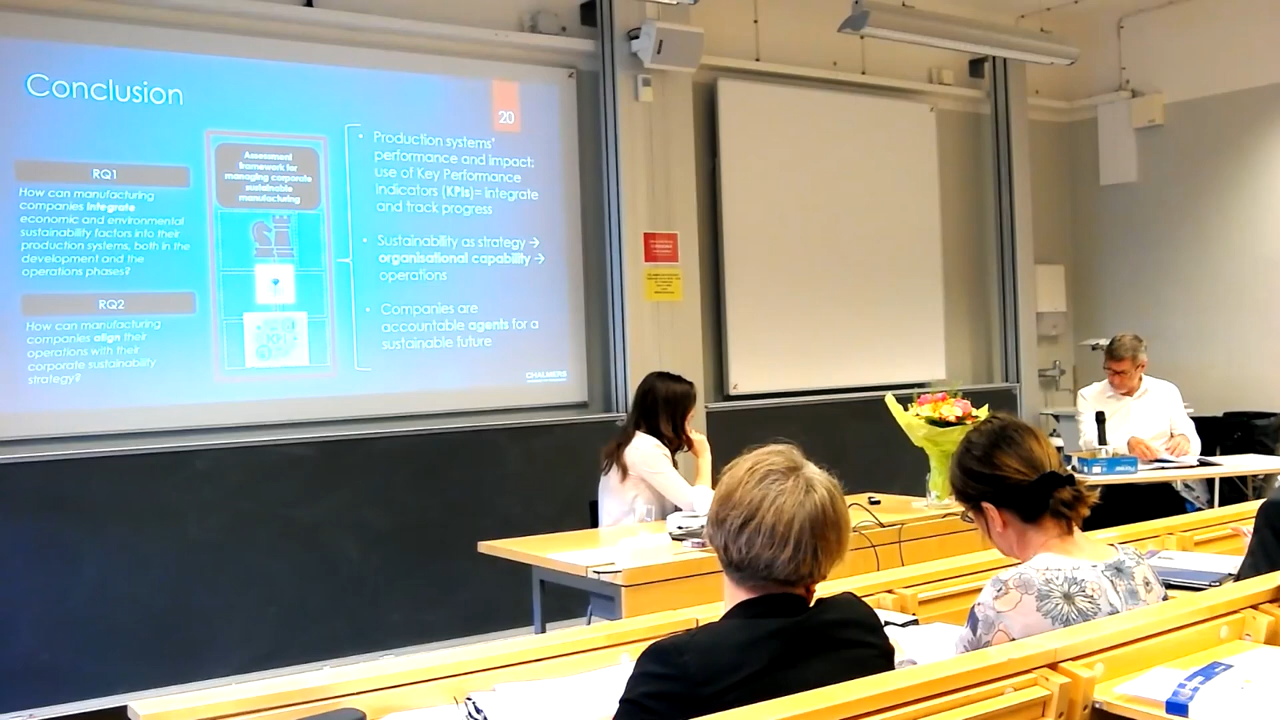 Conclusion
20
RQ1
How can manufacturing
companies integrate
economic and environmental
sustainability factors into their
production systems, both in the
development and the
operations phases?
RQ2
How can manufacturing
companies align their
operations with their
corporate sustainability
strategy?
Assessment
framework for
managing corporate
sustainable
manufacturing
KPI
• Production systems'
performance and impact:
use of Key Performance
Indicators (KPIs)= integrate
and track progress
• Sustainability as strategy →
organisational capability →
operations
• Companies are
accountable agents for a
sustainable future
CHALMERS